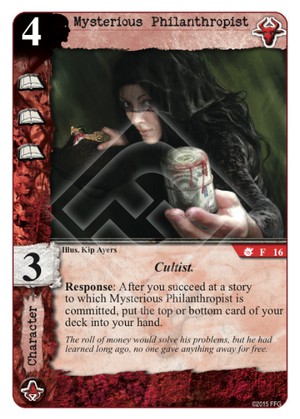 4
Mysterious Philanthropist
Illus. Kip Ayers
F 16
3
Cultist.
Response: After you succeed at a story
to which Mysterious Philanthropist is
committed, put the top or bottom card of your
deck into your hand.
The roll of money would solve his problems, but he had
learned long ago, no one gave anything away for free.
Character
©2015 FFG